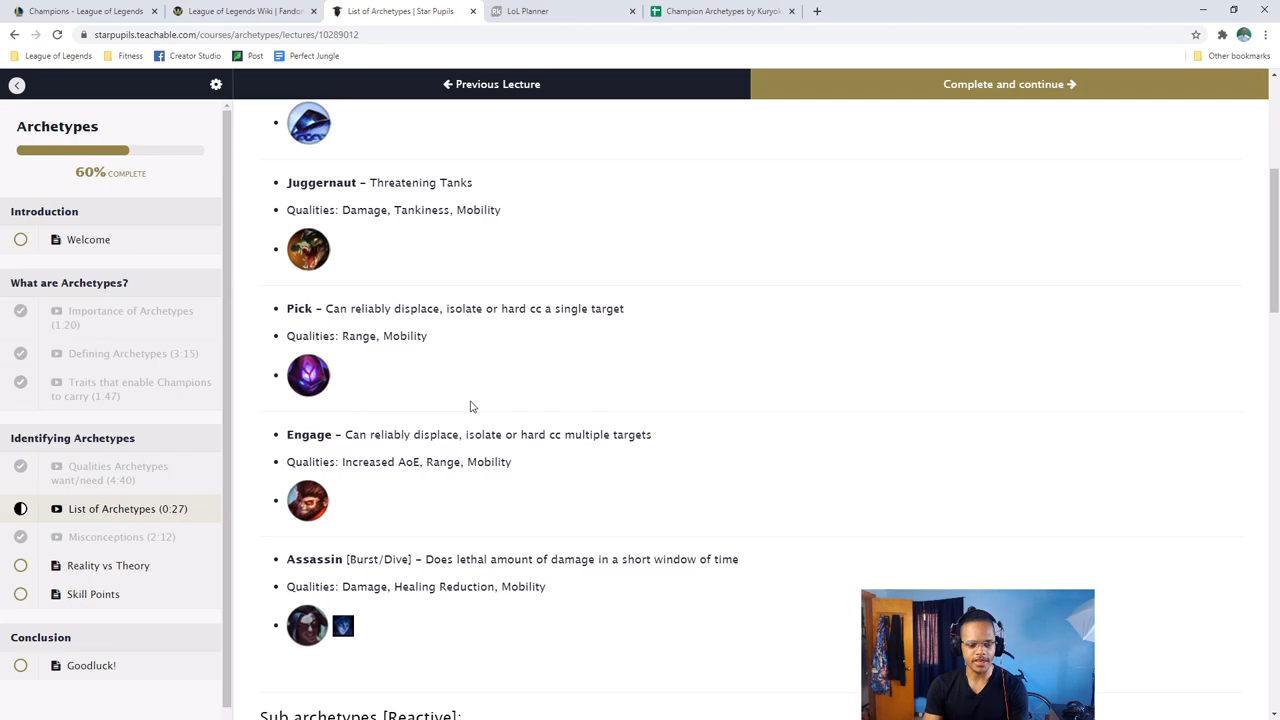 Champions - League of Legends
League of Legends Wiki | Fandon
List of Archetypes | Star Pupils
LoL Planner
Champion Archetypes by Kuryok
starpupils.teachable.com/courses/archetypes/lectures/10289012
League of Legends
Fitness
Creator Studio
Post
Perfect Jungle
Other bookmarks
← Previous Lecture
Complete and continue →
Archetypes
60% COMPLETE
Introduction
Welcome
What are Archetypes?
Importance of Archetypes
(1.20)
Defining Archetypes (3:15)
Traits that enable Champions
to carry (1.47)
Identifying Archetypes
Qualities Archetypes
want/need (4:40)
List of Archetypes (0:27)
Misconceptions (2:12)
Reality vs Theory
Skill Points
Conclusion
Goodluck!
Juggernaut – Threatening Tanks
Qualities: Damage, Tankiness, Mobility
Pick – Can reliably displace, isolate or hard cc a single target
Qualities: Range, Mobility
Engage – Can reliably displace, isolate or hard cc multiple targets
Qualities: Increased AoE, Range, Mobility
Assassin [Burst/Dive] – Does lethal amount of damage in a short window of time
Qualities: Damage, Healing Reduction, Mobility
Sub archetypes [Reactive]: